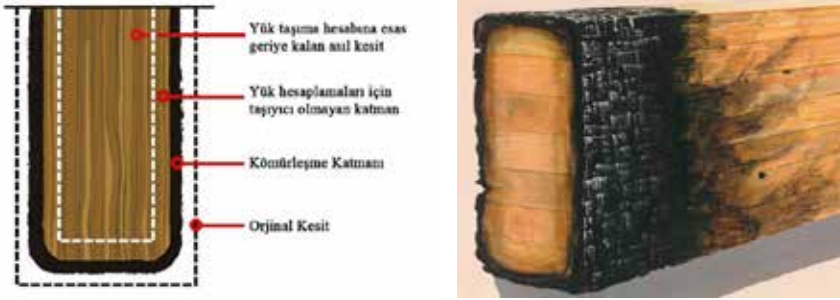 Yük taşıma hesabına esas
geriye kalan asıl kesit
Yük hesaplamaları için
taşıyıcı olmayan katman
Kömürleşme Katmanı
Orjinal Kesit